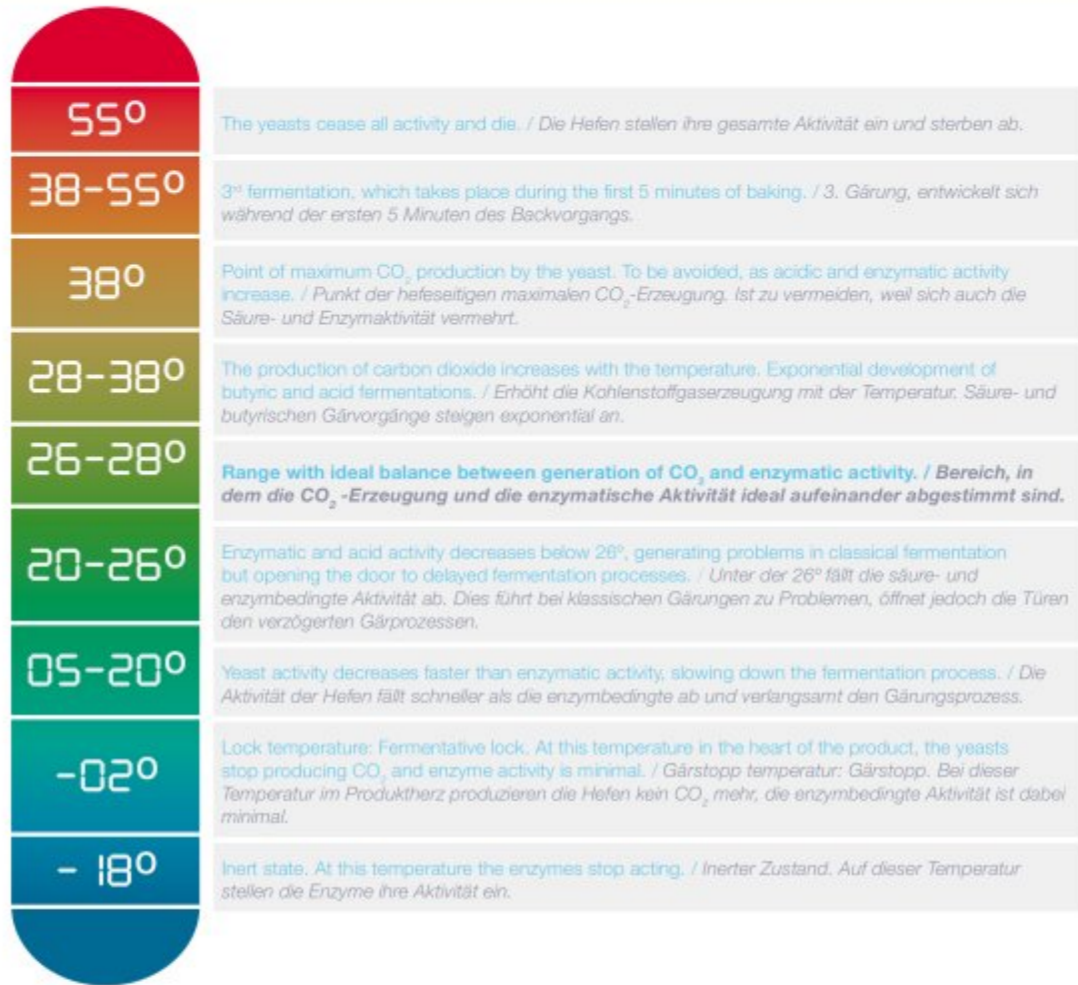 55º
The yeasts cease all activity and die. / Die Hefen stellen ihre gesamte Aktivität ein und sterben ab.
38-55º
3rd fermentation, which takes place during the first 5 minutes of baking. / 3. Gärung, entwickelt sich
während der ersten 5 Minuten des Backvorgangs.
38º
Point of maximum CO2 production by the yeast. To be avoided, as acidic and enzymatic activity
increase. / Punkt der hefeseitigen maximalen CO2-Erzeugung. Ist zu vermeiden, weil sich auch die
Säure- und Enzymaktivität vermehrt.
28-38º
The production of carbon dioxide increases with the temperature. Exponential development of
butyric and acid fermentations. / Erhöht die Kohlenstoffgaserzeugung mit der Temperatur. Säure- und
butyrischen Gärvorgänge steigen exponential an.
26-28º
Range with ideal balance between generation of CO2 and enzymatic activity. / Bereich, in
dem die CO2 -Erzeugung und die enzymatische Aktivität ideal aufeinander abgestimmt sind.
20-26º
Enzymatic and acid activity decreases below 26º, generating problems in classical fermentation
but opening the door to delayed fermentation processes. / Unter der 26º fällt die säure- und
enzymbedingte Aktivität ab. Dies führt bei klassischen Gärungen zu Problemen, öffnet jedoch die Türen
den verzögerten Gärprozessen.
05-20º
Yeast activity decreases faster than enzymatic activity, slowing down the fermentation process. / Die
Aktivität der Hefen fällt schneller als die enzymbedingte ab und verlangsamt den Gärungsprozess.
-02º
Lock temperature: Fermentative lock. At this temperature in the heart of the product, the yeasts
stop producing CO2 and enzyme activity is minimal. / Gärstopp temperatur: Gärstopp. Bei dieser
Temperatur im Produktherz produzieren die Hefen kein CO2 mehr, die enzymbedingte Aktivität ist dabei
minimal.
- 18º
Inert state. At this temperature the enzymes stop acting. / Inerter Zustand. Auf dieser Temperatur
stellen die Enzyme ihre Aktivität ein.